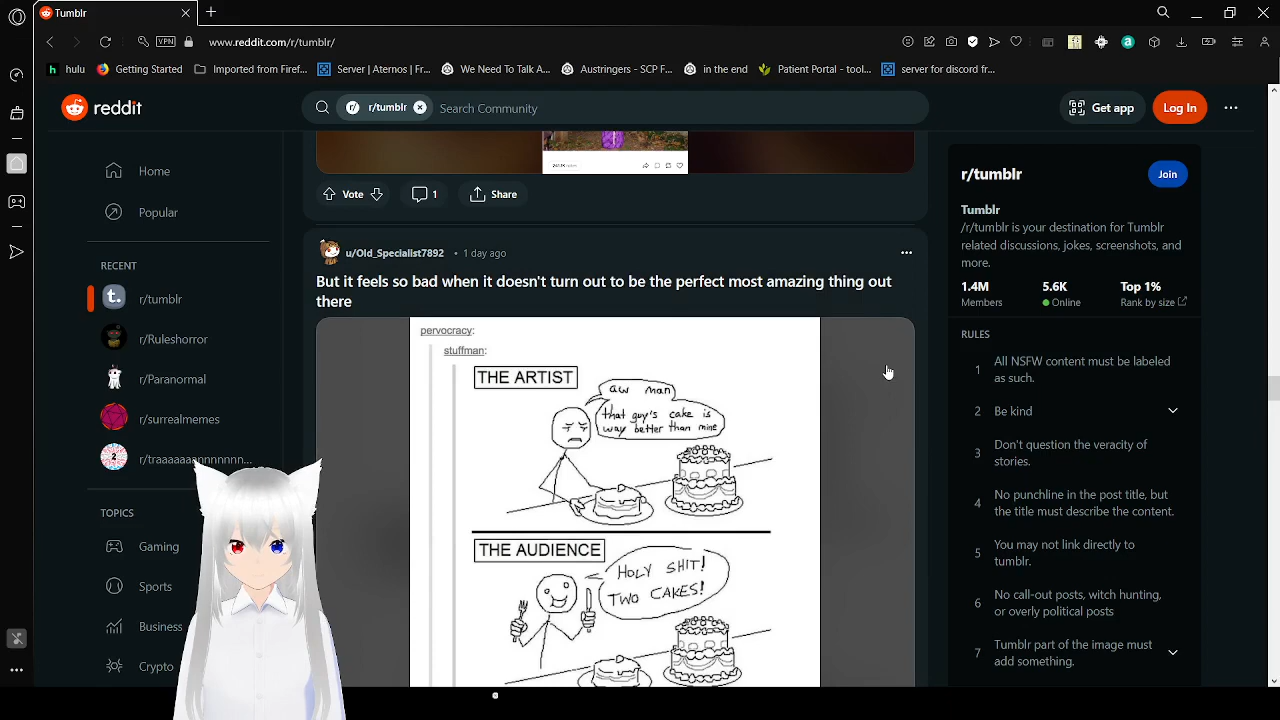 Tumblr
VPN
www.reddit.com/r/tumblr/
hulu
Getting Started
Imported from Firef...
Server | Aternos | Fr...
We Need To Talk A...
Austringers - SCP F...
in the end
Patient Portal - tool...
server for discord fr...
reddit
r/tumblr
Search Community
Get app
Log In
Home
Popular
RECENT
r/tumblr
r/Ruleshorror
r/Paranormal
r/surrealmemes
r/traaaaaaannnnnnn...
TOPICS
Gaming
Sports
Business
Crypto
Vote
1
Share
u/Old_Specialist7892 • 1 day ago
But it feels so bad when it doesn't turn out to be the perfect most amazing thing out
there
pervocracy:
stuffman:
THE ARTIST
aw man
that guy's cake is
way better than mine
THE AUDIENCE
HOLY SHIT!
TWO CAKES!
r/tumblr
Join
Tumblr
/r/tumblr is your destination for Tumblr
related discussions, jokes, screenshots, and
more.
1.4M
Members
5.6K
Online
Top 1%
Rank by size
RULES
1 All NSFW content must be labeled
as such.
2 Be kind
3 Don't question the veracity of
stories.
4 No punchline in the post title, but
the title must describe the content.
5 You may not link directly to
tumblr.
6 No call-out posts, witch hunting,
or overly political posts
7 Tumblr part of the image must
add something.